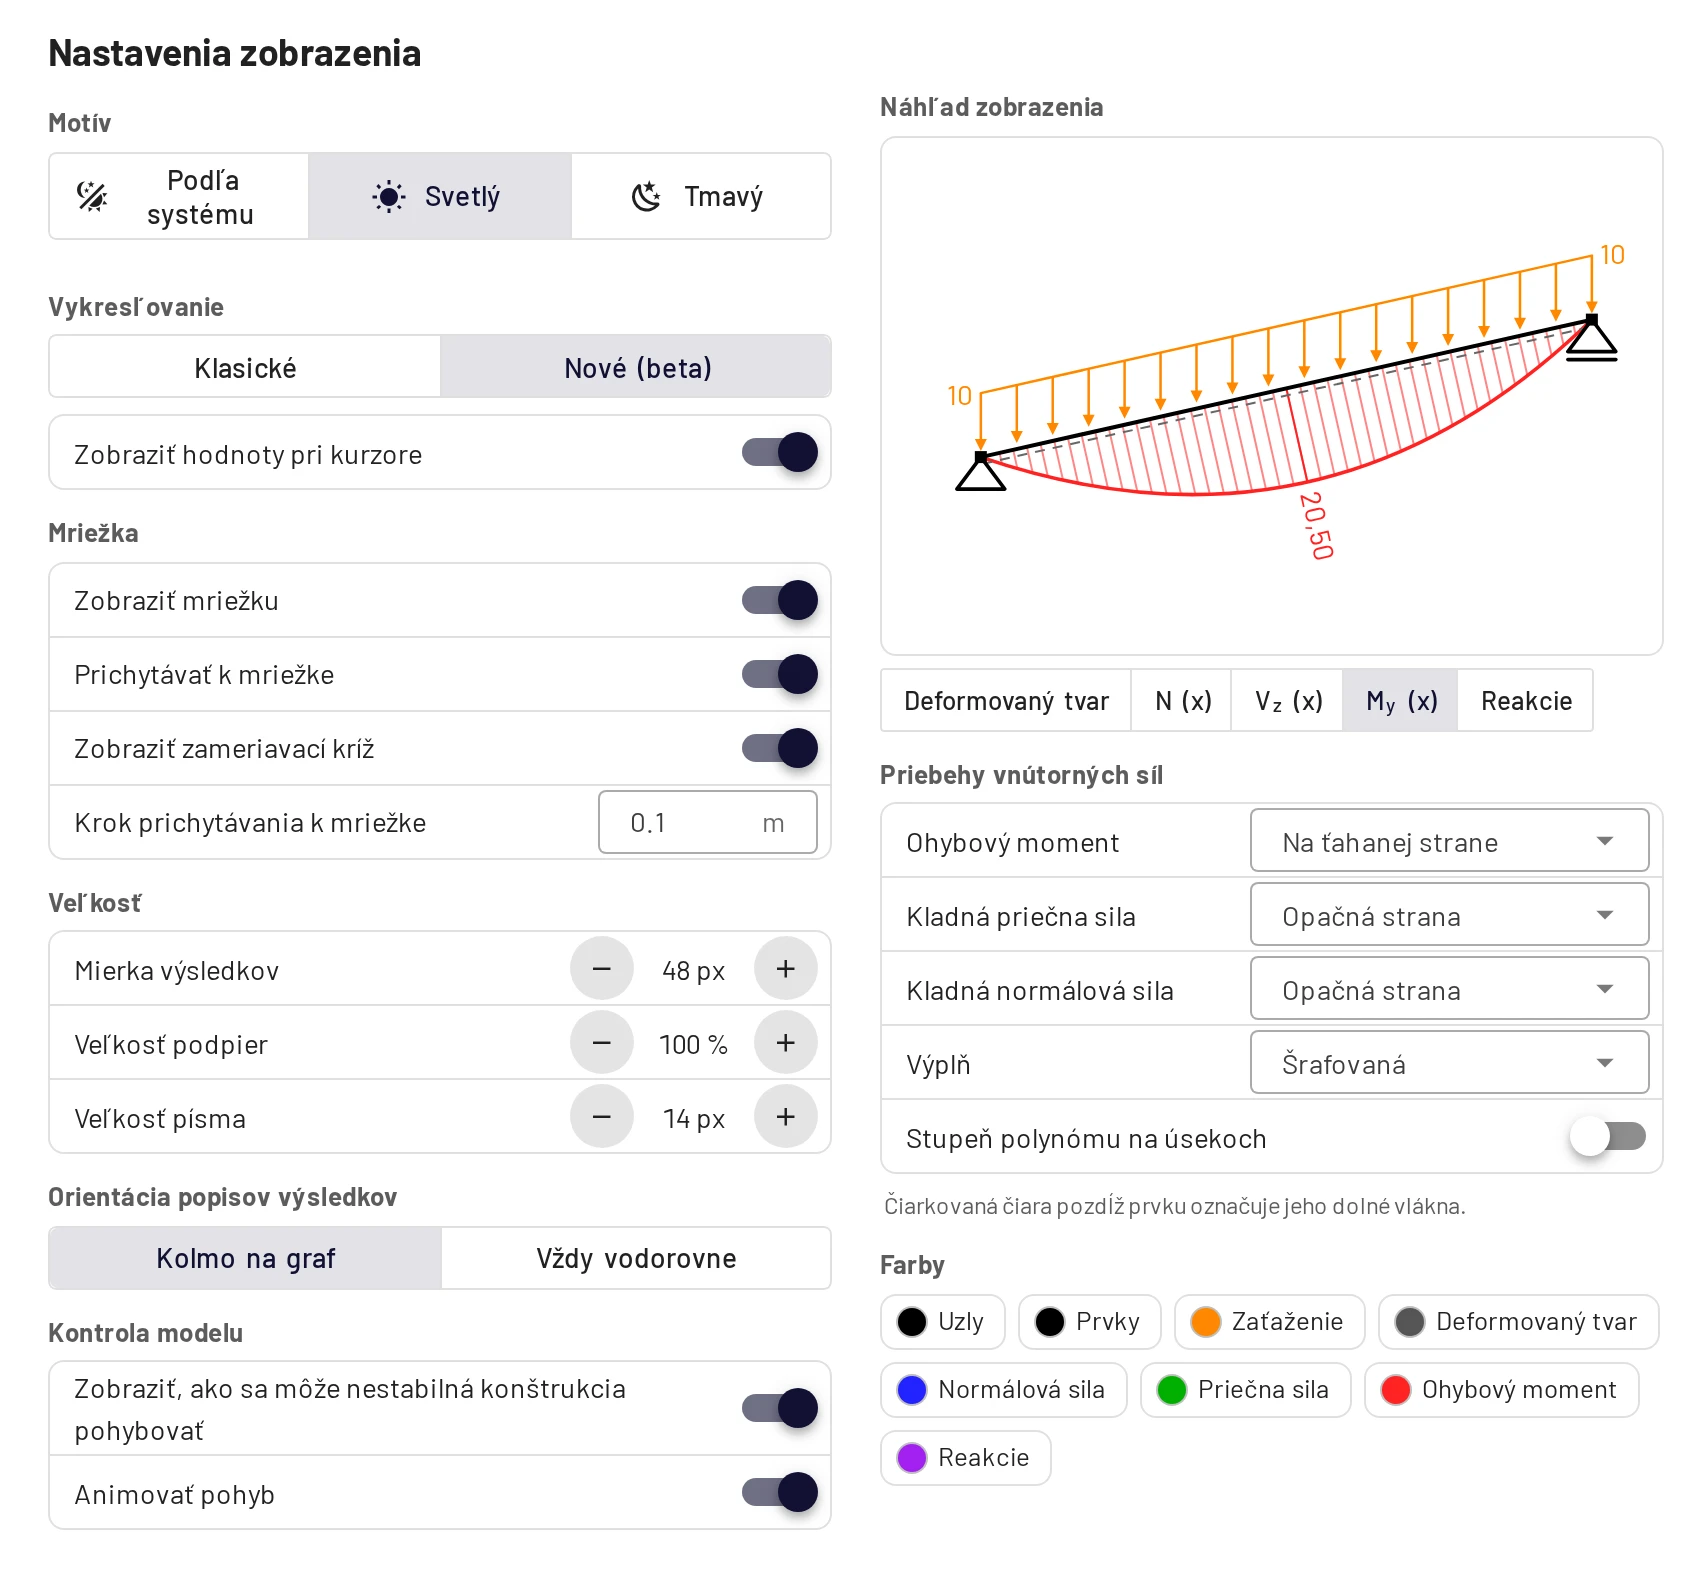 Nastavenia zobrazenia
Motív
Podľa
systému
Svetlý
Tmavý
Vykresľovanie
Klasické
Nové (beta)
Zobraziť hodnoty pri kurzore
Mriežka
Zobraziť mriežku
Prichytávať k mriežke
Zobraziť zameriavací kríž
Krok prichytávania k mriežke
0.1 m
Veľkosť
Mierka výsledkov
− 48 px +
Veľkosť podpier
− 100 % +
Veľkosť písma
− 14 px +
Orientácia popisov výsledkov
Kolmo na graf
Vždy vodorovne
Kontrola modelu
Zobraziť, ako sa môže nestabilná konštrukcia
pohybovať
Animovať pohyb
Náhľad zobrazenia
10
10
20,50
Deformovaný tvar
N (x)
Vz (x)
My (x)
Reakcie
Priebehy vnútorných síl
Ohybový moment
Na ťahanej strane
Kladná priečna sila
Opačná strana
Kladná normálová sila
Opačná strana
Výplň
Šrafovaná
Stupeň polynómu na úsekoch
Čiarkovaná čiara pozdĺž prvku označuje jeho dolné vlákna.
Farby
Uzly
Prvky
Zaťaženie
Deformovaný tvar
Normálová sila
Priečna sila
Ohybový moment
Reakcie